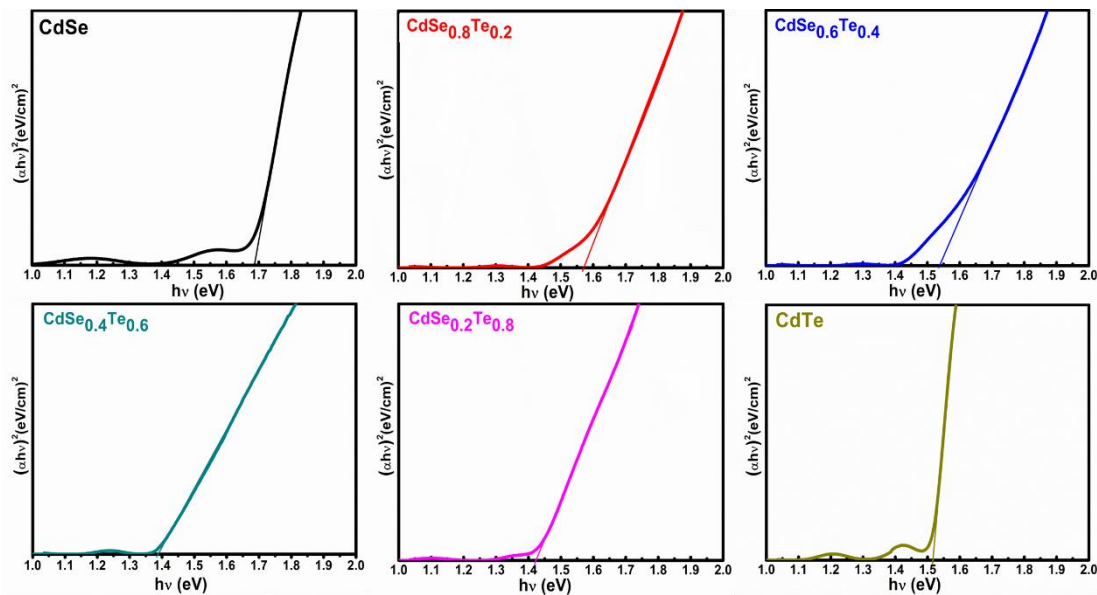 CdSe
(αhν)²(eV/cm)²
1.0 1.1 1.2 1.3 1.4 1.5 1.6 1.7 1.8 1.9 2.0
hν (eV)
CdSe₀.₈Te₀.₂
(αhν)²(eV/cm)²
1.0 1.1 1.2 1.3 1.4 1.5 1.6 1.7 1.8 1.9 2.0
hν (eV)
CdSe₀.₆Te₀.₄
(αhν)²(eV/cm)²
1.0 1.1 1.2 1.3 1.4 1.5 1.6 1.7 1.8 1.9 2.0
hν (eV)
CdSe₀.₄Te₀.₆
(αhν)²(eV/cm)²
1.0 1.1 1.2 1.3 1.4 1.5 1.6 1.7 1.8 1.9 2.0
hν (eV)
CdSe₀.₂Te₀.₈
(αhν)²(eV/cm)²
1.0 1.1 1.2 1.3 1.4 1.5 1.6 1.7 1.8 1.9 2.0
hν (eV)
CdTe
(αhν)²(eV/cm)²
1.0 1.1 1.2 1.3 1.4 1.5 1.6 1.7 1.8 1.9 2.0
hν (eV)